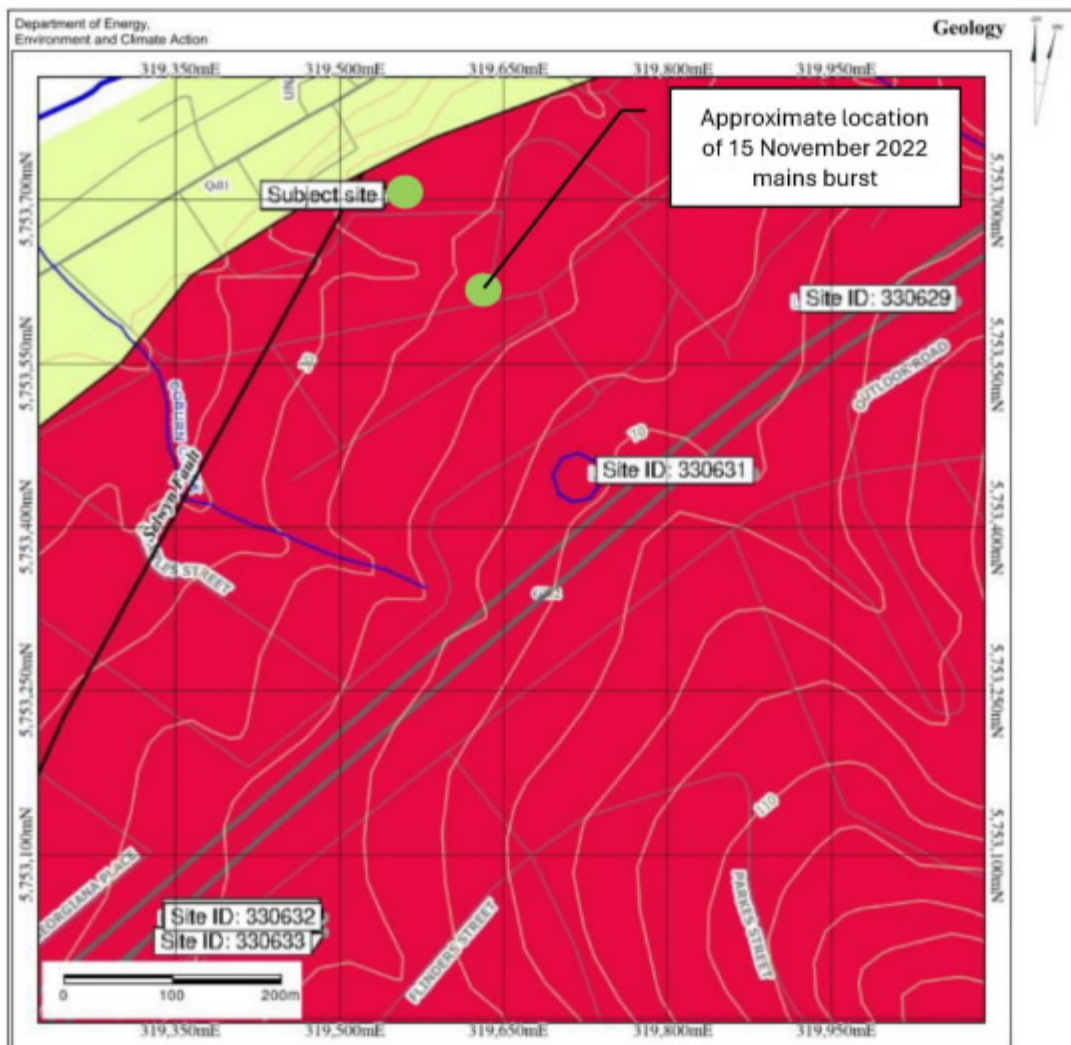 Department of Energy,
Environment and Climate Action
Geology
319,350mE
319,500mE
319,650mE
319,800mE
319,950mE
Approximate location
of 15 November 2022
mains burst
5,753,700mN
5,753,700mN
Subject site
Site ID: 330629
5,753,550mN
5,753,550mN
OUTLOOK ROAD
COBURN
70
Site ID: 330631
Selwyn Fault
5,753,400mN
5,753,400mN
STREET
5,753,250mN
5,753,250mN
110
5,753,100mN
5,753,100mN
GEORGIANA PLACE
PARKES STREET
FLINDERS STREET
Site ID: 330632
Site ID: 330633
0
100
200m
319,350mE
319,500mE
319,650mE
319,800mE
319,950mE